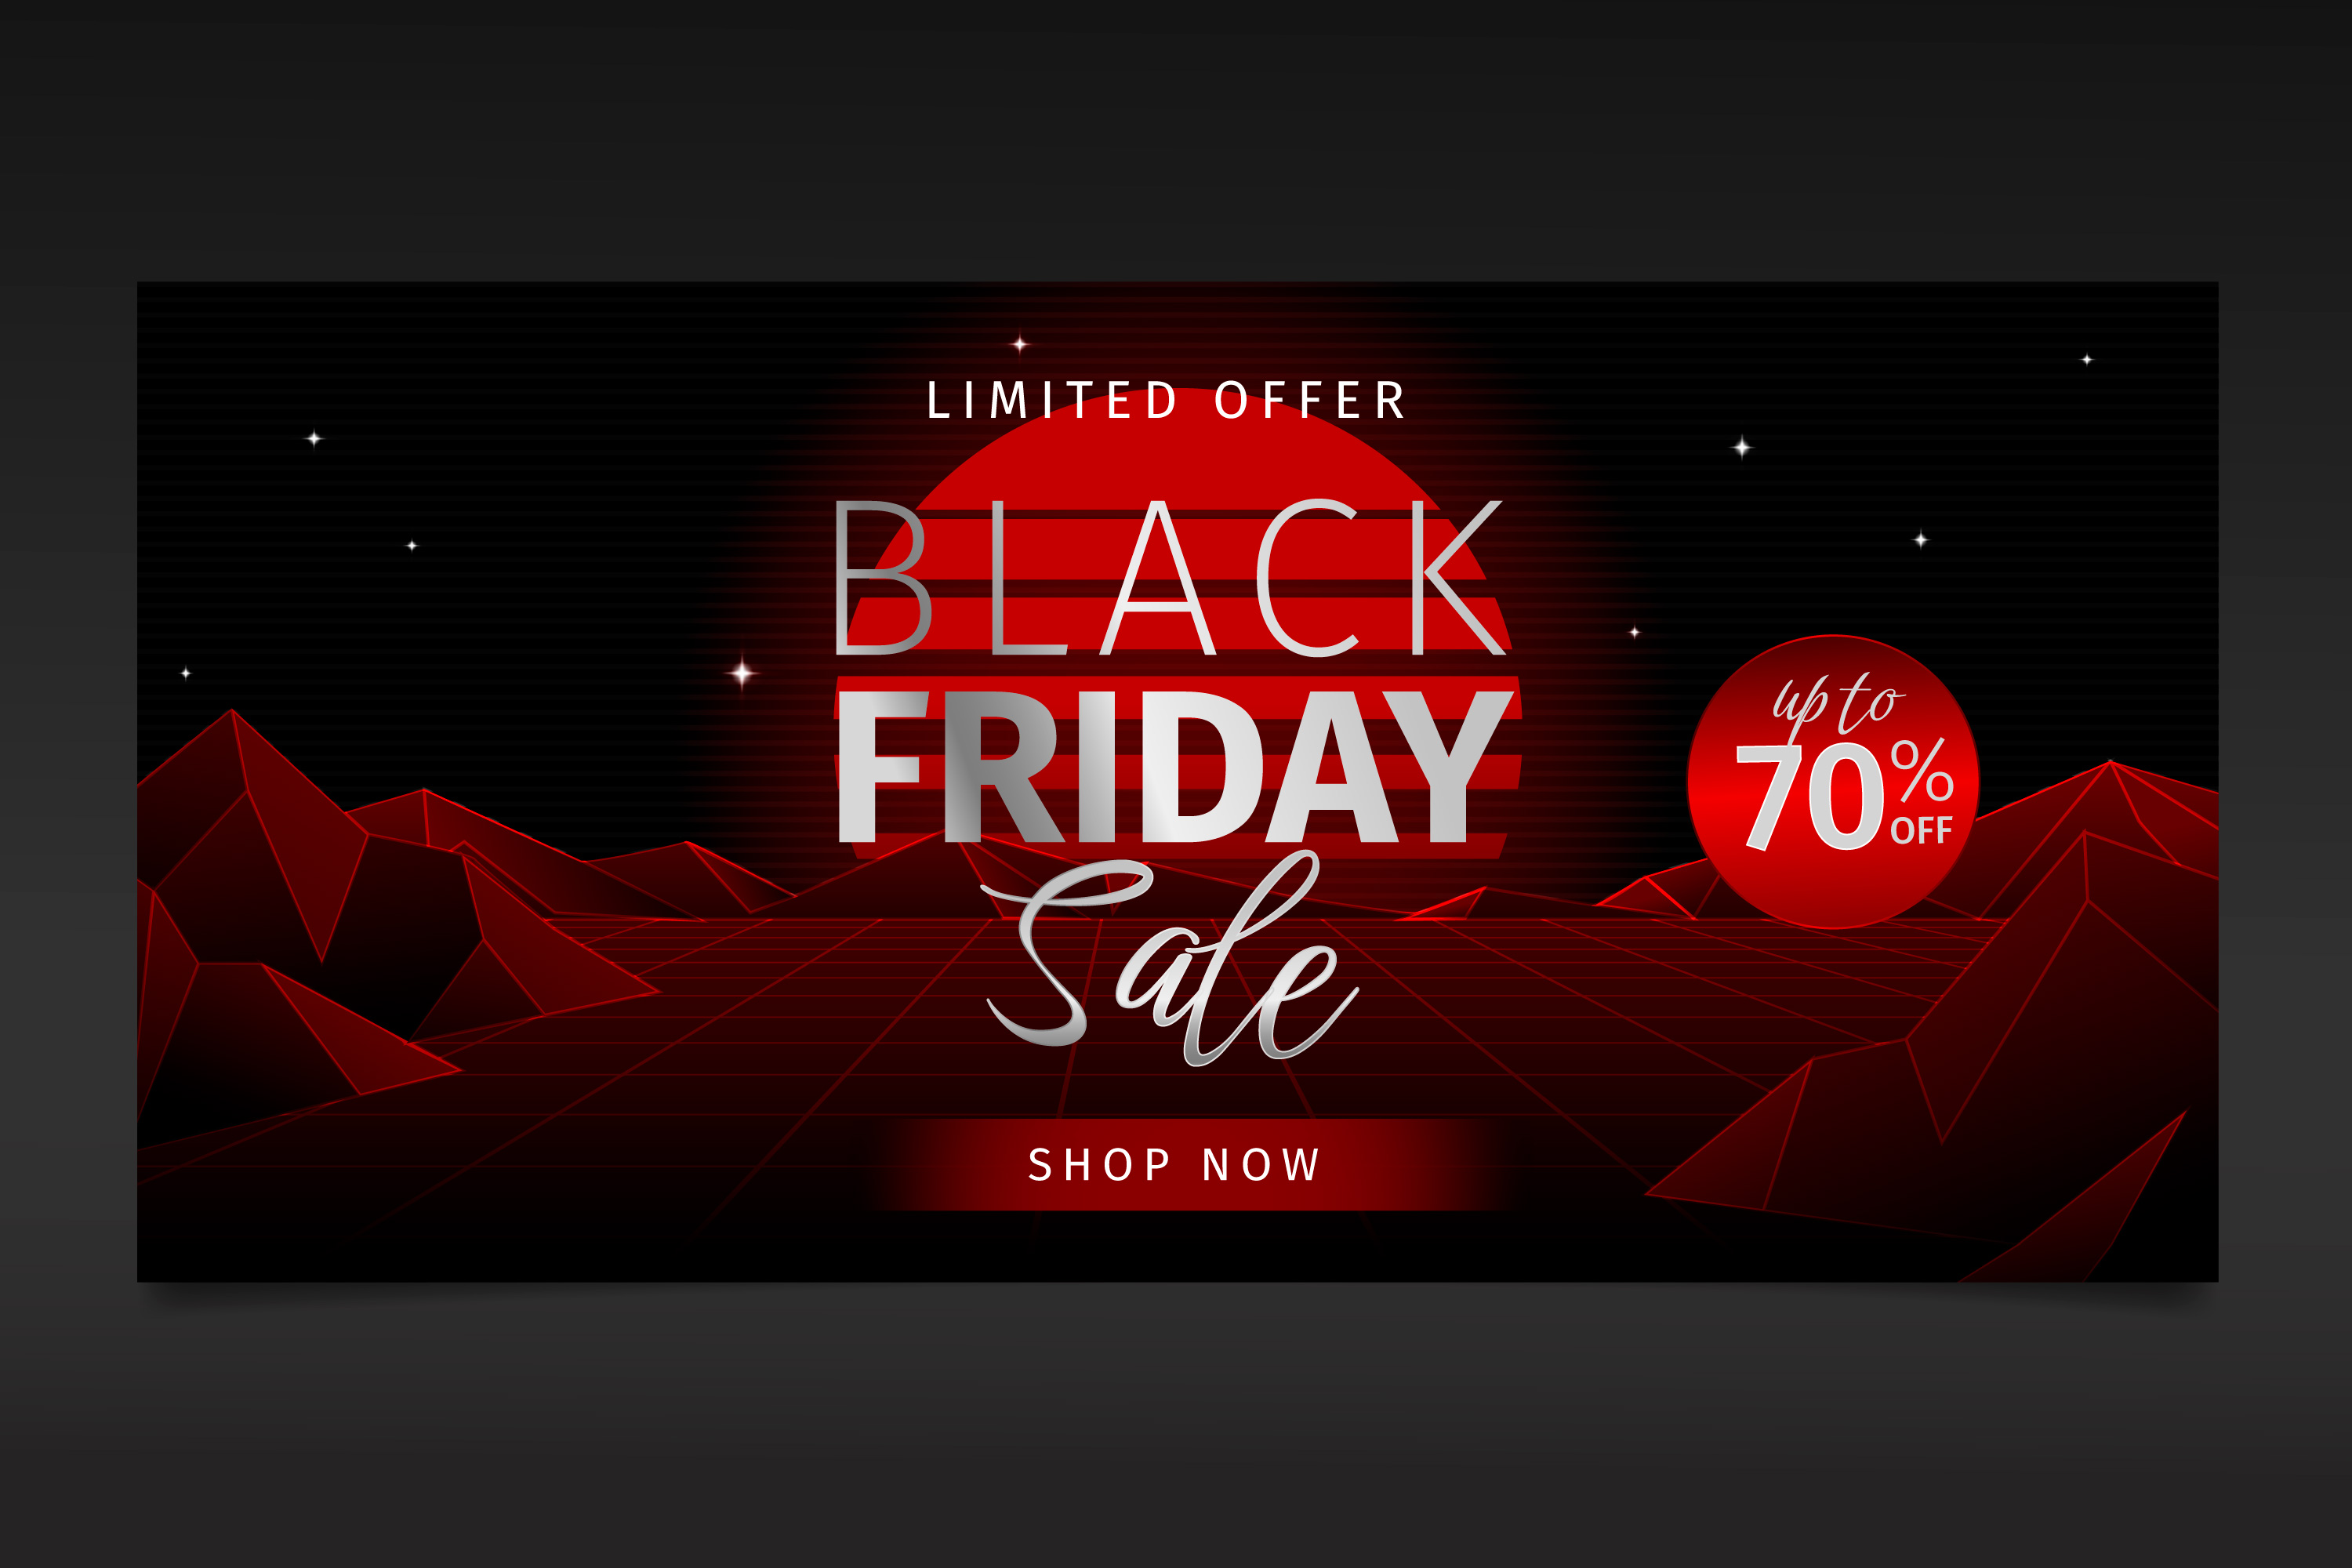 LIMITED OFFER
BLACK
FRIDAY
Sale
up to
70%
OFF
SHOP NOW